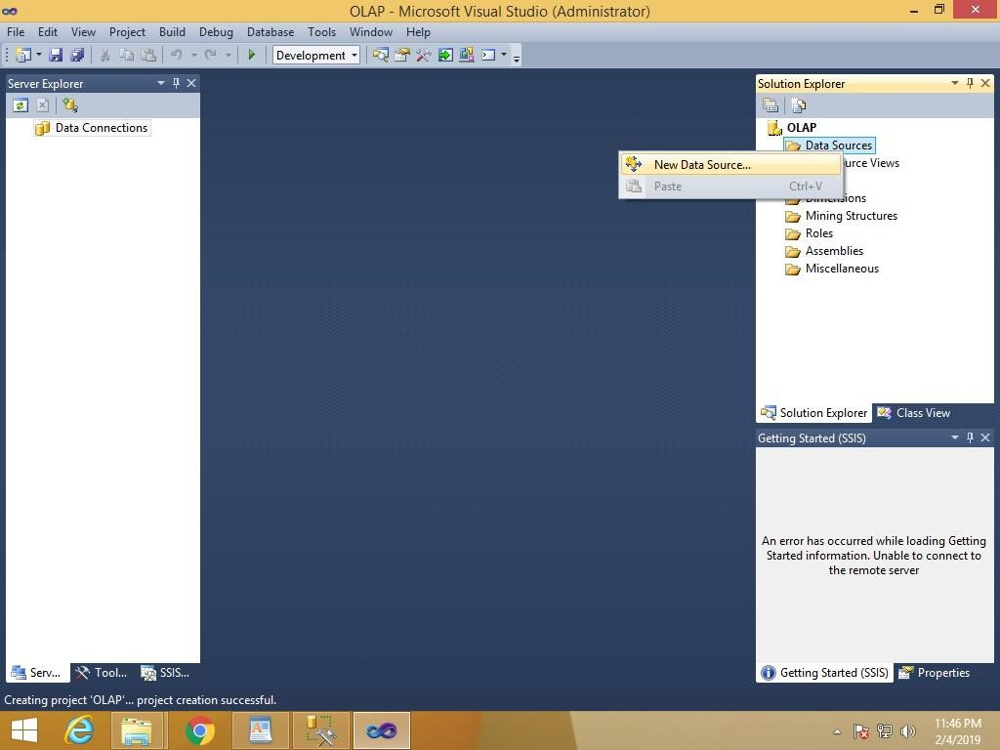 OLAP - Microsoft Visual Studio (Administrator)
File Edit View Project Build Debug Database Tools Window Help
Development
Server Explorer
Data Connections
Solution Explorer
OLAP
Data Sources
New Data Source...
Paste Ctrl+V
Views
Mining Structures
Roles
Assemblies
Miscellaneous
Solution Explorer Class View
Getting Started (SSIS)
An error has occurred while loading Getting
Started information. Unable to connect to
the remote server
Serv... Tool... SSIS...
Getting Started (SSIS) Properties
Creating project 'OLAP'... project creation successful.
11:46 PM
2/4/2019